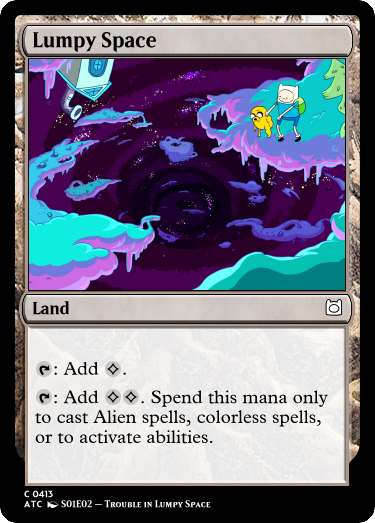 Lumpy Space
Land
: Add .
: Add . Spend this mana only
to cast Alien spells, colorless spells,
or to activate abilities.
C 0413
ATC S01E02 – Trouble in Lumpy Space